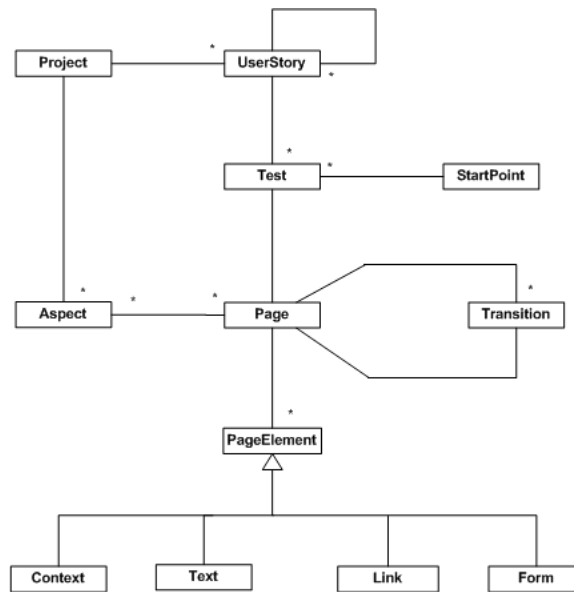 *
Project
UserStory
*
*
*
Test
StartPoint
*
*
*
*
Aspect
Page
Transition
*
PageElement
Context
Text
Link
Form